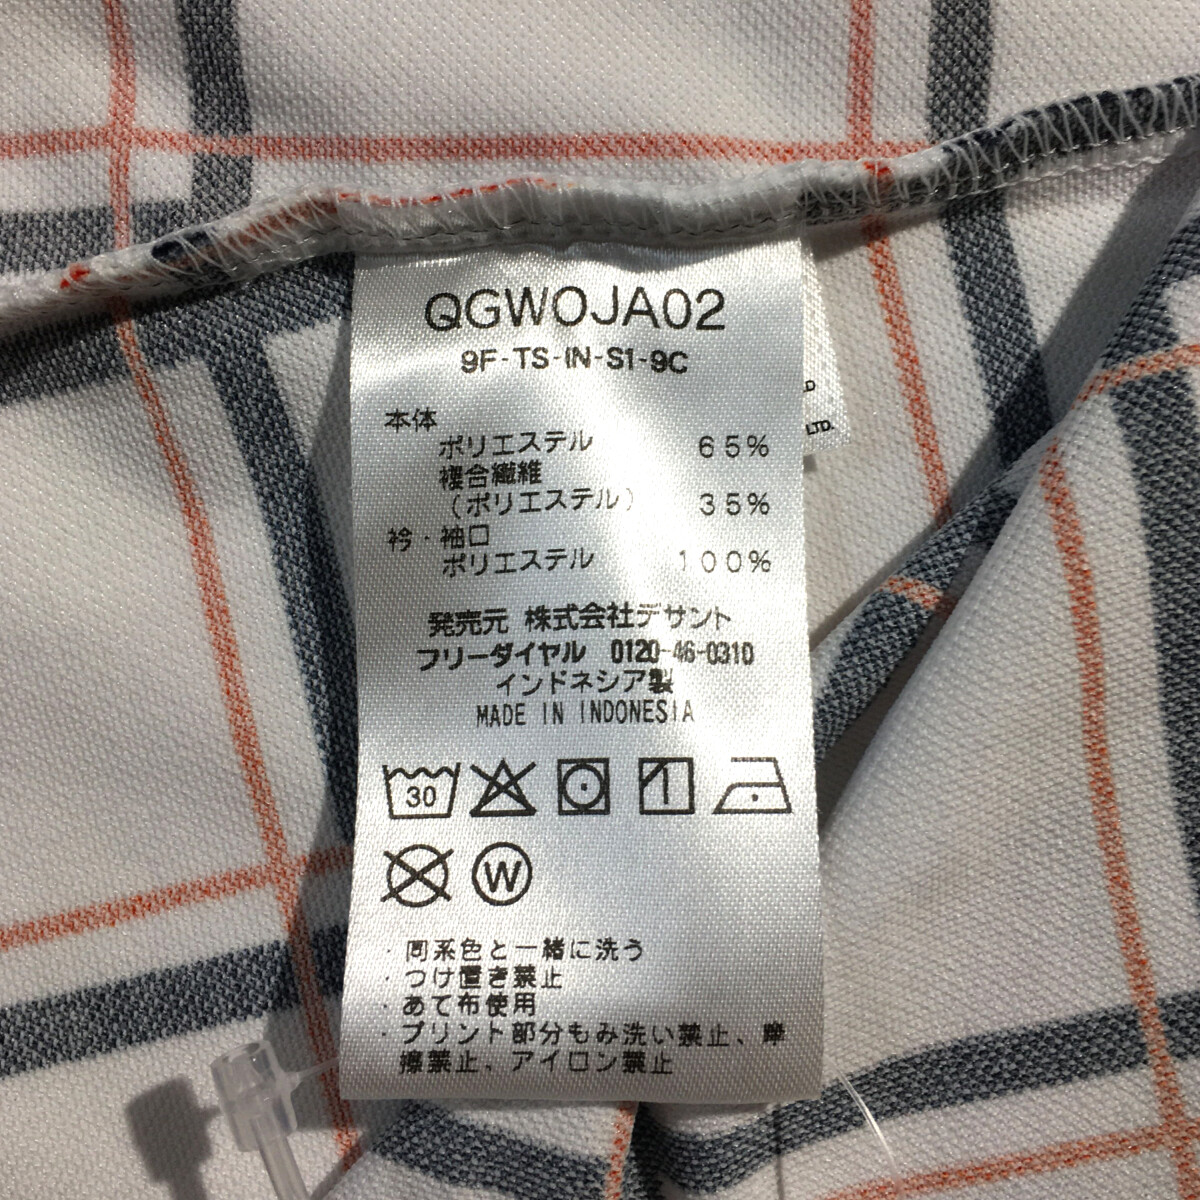 QGWOJA02
9F-TS-IN-S1-9C
本体
ポリエステル 65%
複合繊維
(ポリエステル) 35%
衿・袖口
ポリエステル 100%
発売元 株式会社デサント
フリーダイヤル 0120-46-0310
インドネシア製
MADE IN INDONESIA
30
1
W
・同系色と一緒に洗う
・つけ置き禁止
・あて布使用
・プリント部分もみ洗い禁止、摩
擦禁止、アイロン禁止
LTD.